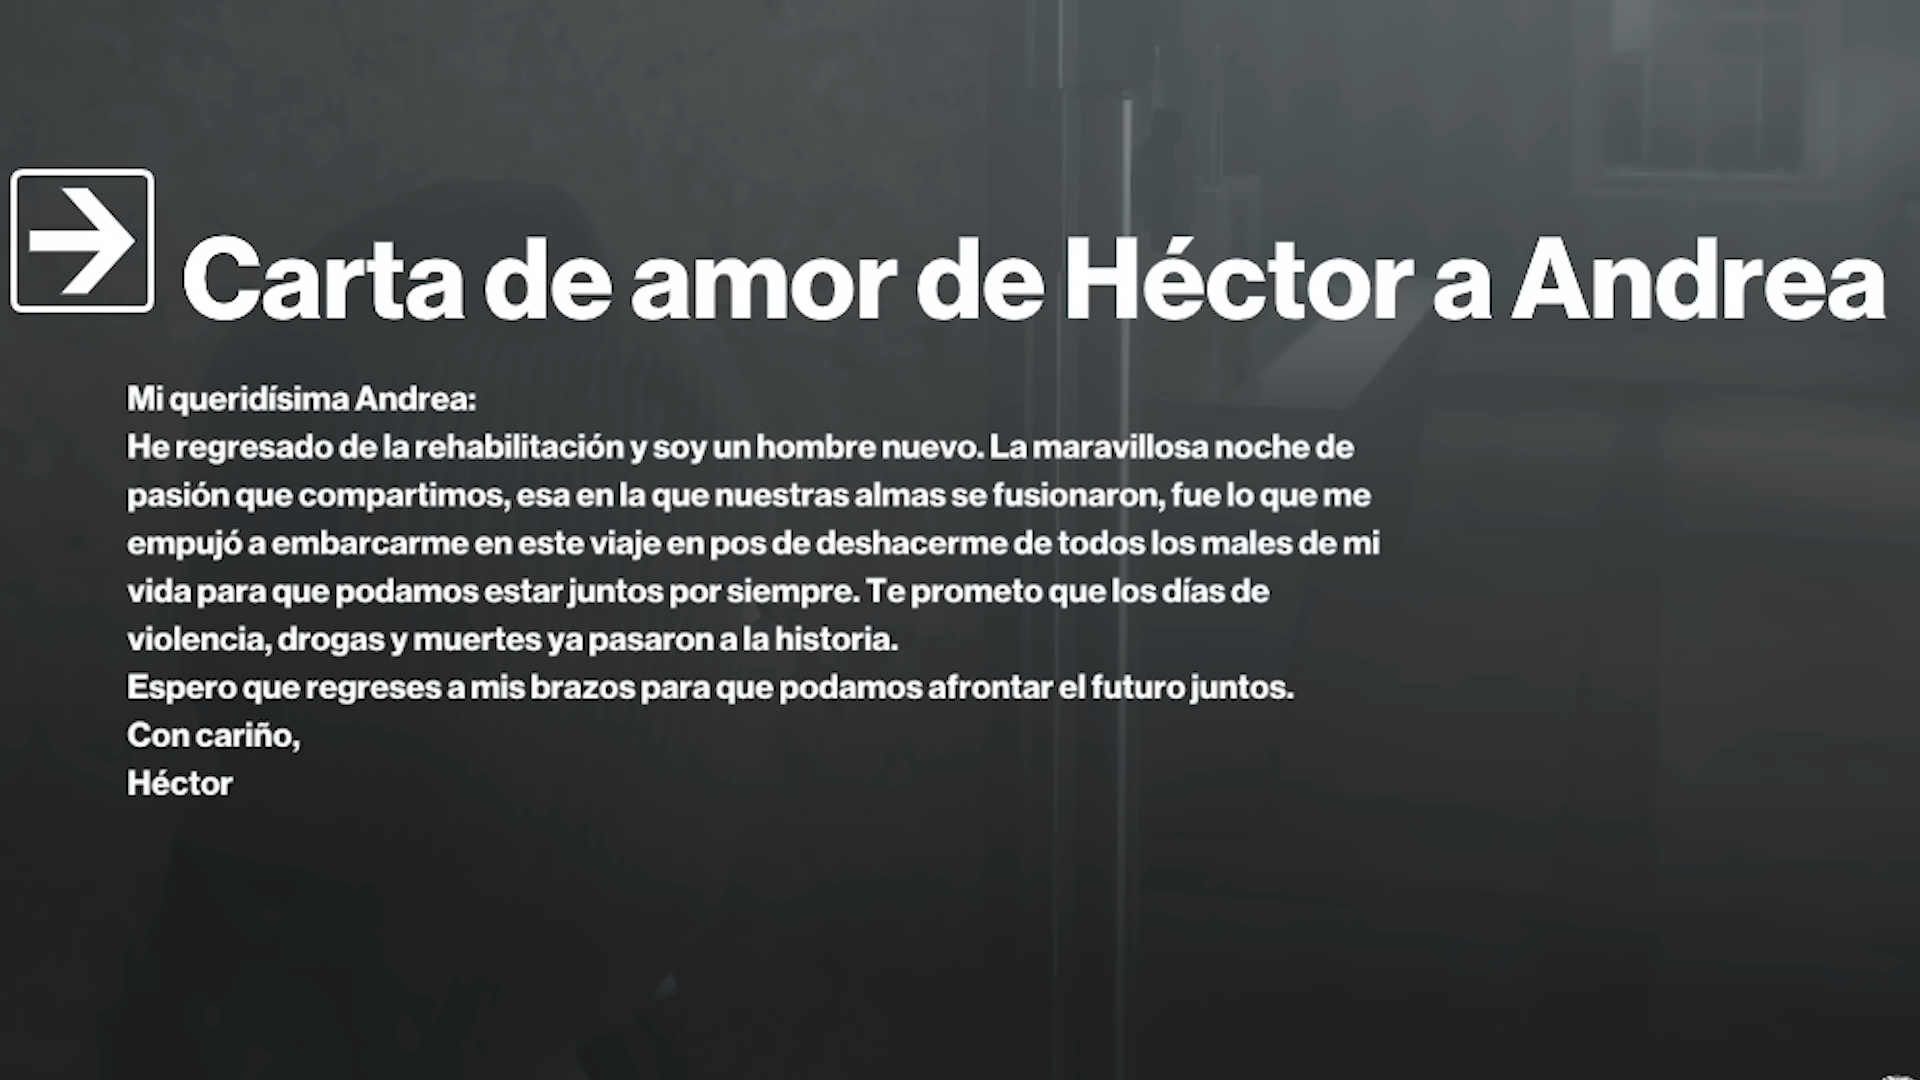 Carta de amor de Héctor a Andrea
Mi queridísima Andrea:
He regresado de la rehabilitación y soy un hombre nuevo. La maravillosa noche de
pasión que compartimos, esa en la que nuestras almas se fusionaron, fue lo que me
empujó a embarcarme en este viaje en pos de deshacerme de todos los males de mi
vida para que podamos estar juntos por siempre. Te prometo que los días de
violencia, drogas y muertes ya pasaron a la historia.
Espero que regreses a mis brazos para que podamos afrontar el futuro juntos.
Con cariño,
Héctor